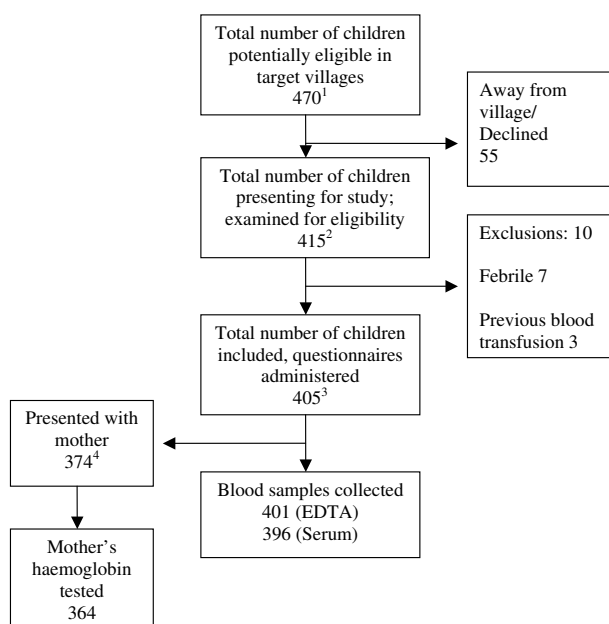 Total number of children
potentially eligible in
target villages
470¹
Away from
village/
Declined
55
Total number of children
presenting for study;
examined for eligibility
415²
Exclusions: 10
Febrile 7
Previous blood
transfusion 3
Total number of children
included, questionnaires
administered
405³
Presented with
mother
374⁴
Blood samples collected
401 (EDTA)
396 (Serum)
Mother's
haemoglobin
tested
364